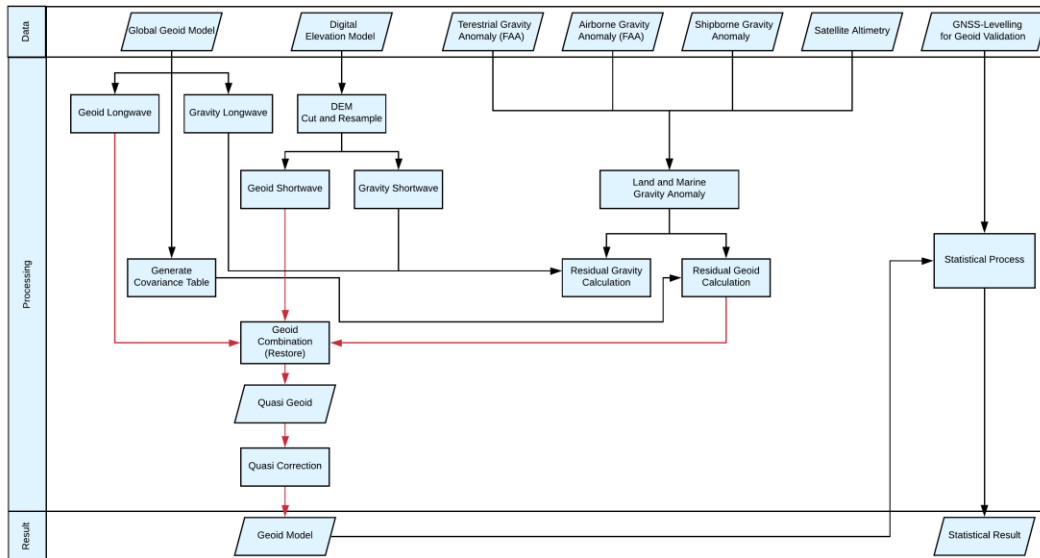 Data
Global Geoid Model
Digital
Elevation Model
Terestrial Gravity
Anomaly (FAA)
Airborne Gravity
Anomaly (FAA)
Shipborne Gravity
Anomaly
Satellite Altimetry
GNSS-Levelling
for Geoid Validation
Processing
Geoid Longwave
Gravity Longwave
DEM
Cut and Resample
Geoid Shortwave
Gravity Shortwave
Land and Marine
Gravity Anomaly
Generate
Covariance Table
Residual Gravity
Calculation
Residual Geoid
Calculation
Statistical Process
Geoid
Combination
(Restore)
Quasi Geoid
Quasi Correction
Result
Geoid Model
Statistical Result